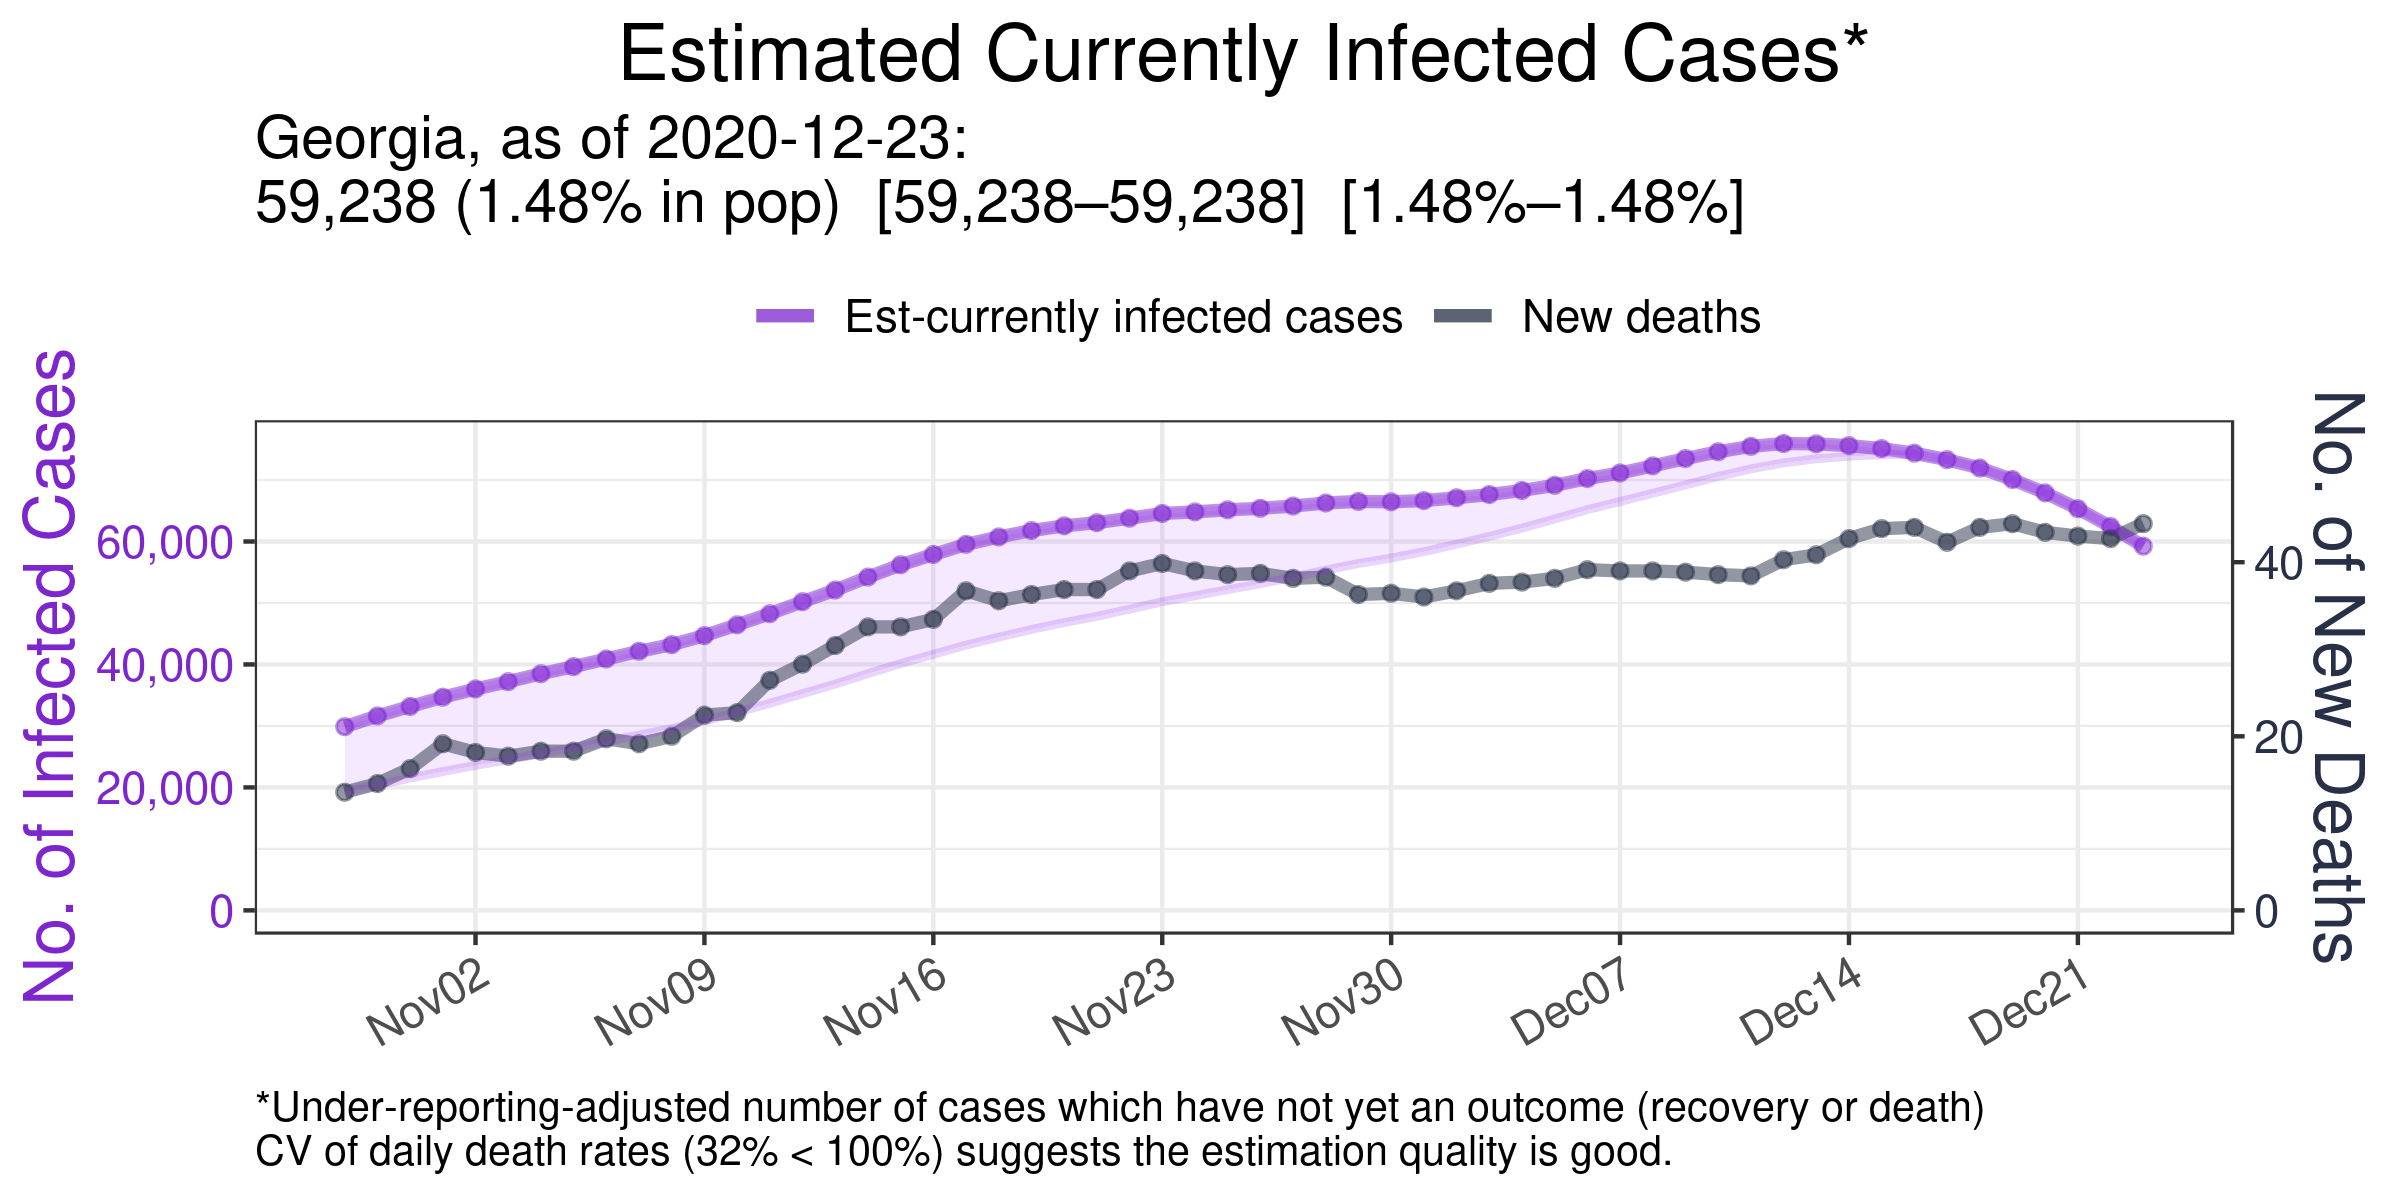 Estimated Currently Infected Cases*
Georgia, as of 2020-12-23:
59,238 (1.48% in pop)  [59,238–59,238]  [1.48%–1.48%]
Est-currently infected cases
New deaths
No. of Infected Cases
60,000
40,000
20,000
0
No. of New Deaths
40
20
0
Nov02
Nov09
Nov16
Nov23
Nov30
Dec07
Dec14
Dec21
*Under-reporting-adjusted number of cases which have not yet an outcome (recovery or death)
CV of daily death rates (32% < 100%) suggests the estimation quality is good.